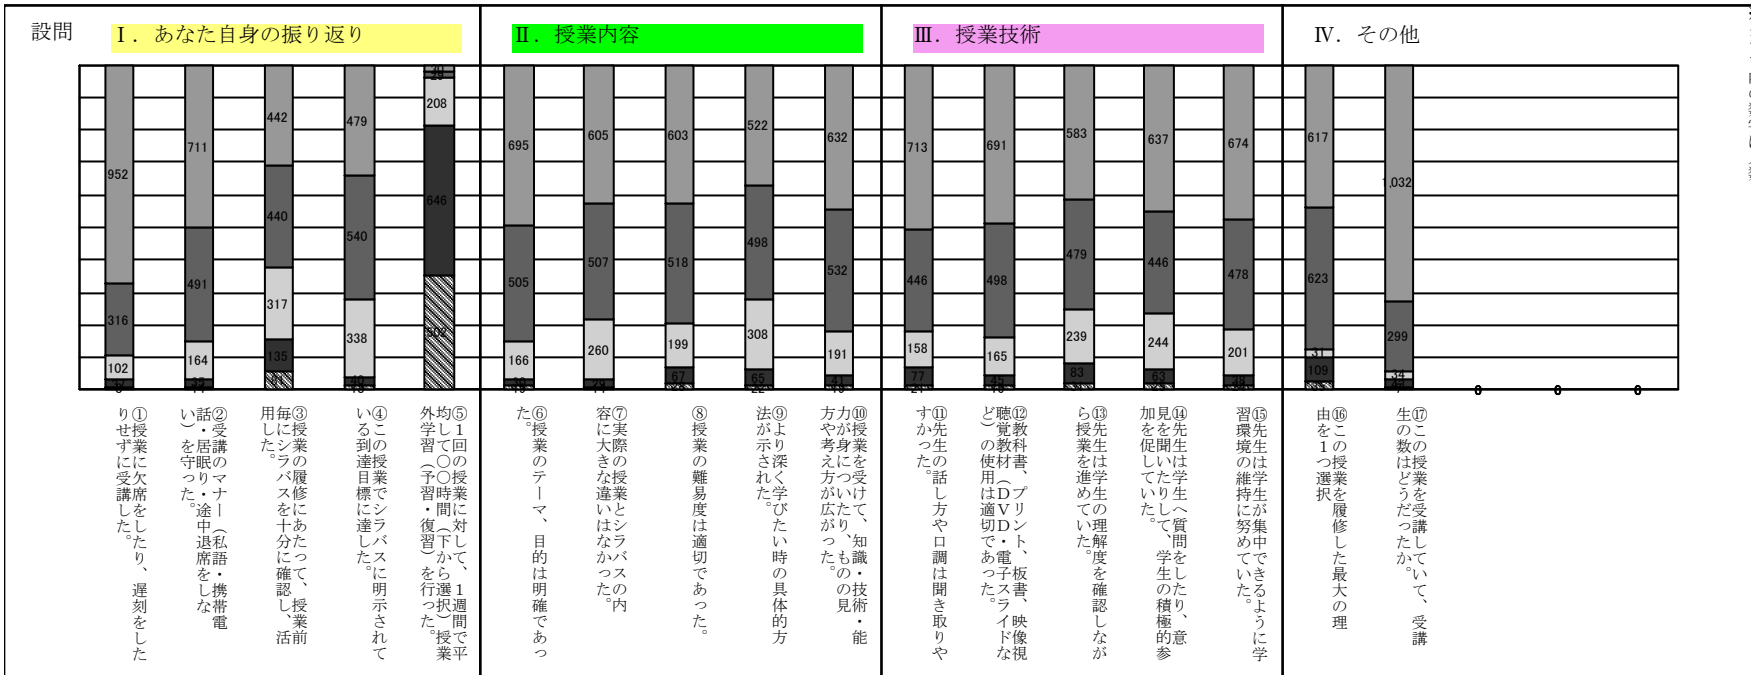 設問
Ⅰ．あなた自身の振り返り
Ⅱ．授業内容
Ⅲ．授業技術
Ⅳ．その他
952
316
102
711
491
164
442
440
317
135
479
540
338
40
208
646
502
695
505
166
605
507
260
603
518
199
67
522
498
308
65
632
532
191
41
713
446
158
77
691
498
165
45
583
479
239
83
637
446
244
63
674
478
201
617
623
31
109
1,032
299
34
0
0
0
①授業に欠席をしたり、遅刻をした
りせずに受講した。
②受講のマナー（私語・携帯電
話・居眠り・途中退席をしな
い）を守った。
③授業の履修にあたって、授業前
毎にシラバスを十分に確認し、活
用した。
④この授業でシラバスに明示されて
いる到達目標に達した。
⑤１回の授業に対して、１週間で平
均して〇〇時間（下から選択）授業
外学習（予習・復習）を行った。
⑥授業のテーマ、目的は明確であっ
た。
⑦実際の授業とシラバスの内
容に大きな違いはなかった。
⑧授業の難易度は適切であった。
⑨より深く学びたい時の具体的方
法が示された。
⑩授業を受けて、知識・技術・能
力が身についたり、ものの見
方や考え方が広がった。
⑪先生の話し方や口調は聞き取りや
すかった。
⑫教科書、プリント、板書、映像視
聴覚教材（ＤＶＤ・電子スライドな
ど）の使用は適切であった。
⑬先生は学生の理解度を確認しなが
ら授業を進めていた。
⑭先生は学生へ質問をしたり、意
見を聞いたりして、学生の積極的参
加を促していた。
⑮先生は学生が集中できるように学
習環境の維持に努めていた。
⑯この授業を履修した最大の理
由を１つ選択
⑰この授業を受講していて、受講
生の数はどうだったか。